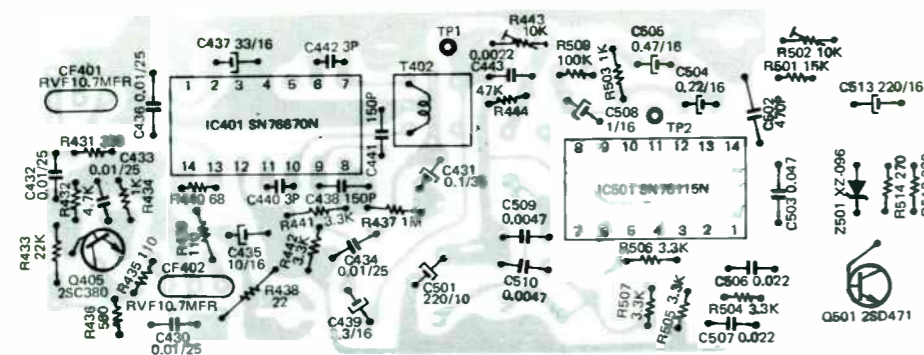 C437 33/16
C442 3P
TP1
R443
10K
0.0022
C443
47K
R444
R509
100K
R503 1K
C505
0.47/16
C504
0.22/16
R502 10K
R501 15K
C513 220/16
CF401
RVF10.7MFR
C436 0.01/25
1 2 3 4 5 6 7
IC401 SN76670N
14 13 12 11 10 9 8
150P
C441
T402
C508
1/16
TP2
C502
470P
8 9 10 11 12 13 14
IC501 SN76115N
7 6 5 4 3 2 1
R431
C433
0.01/25
C432
0.01/25
R432
4.7K
1K
R434
R440 68
C440 3P
C438 150P
C431
R441
3.3K
R437 1M
C509
0.0047
C503 0.047
Z501 XZ-096
R514 270
R433
22K
110
C435
10/16
R442
3.3K
C434
0.01/25
R506 3.3K
Q405
2SC380
R435 110
CF402
RVF10.7MFR
R438
22
C501
220/10
C510
0.0047
R507
3.3K
R505 3.3K
C506 0.022
R504 3.3K
C507 0.022
Q501 2SD471
R436
C430
0.01/25
C439
3.3/16